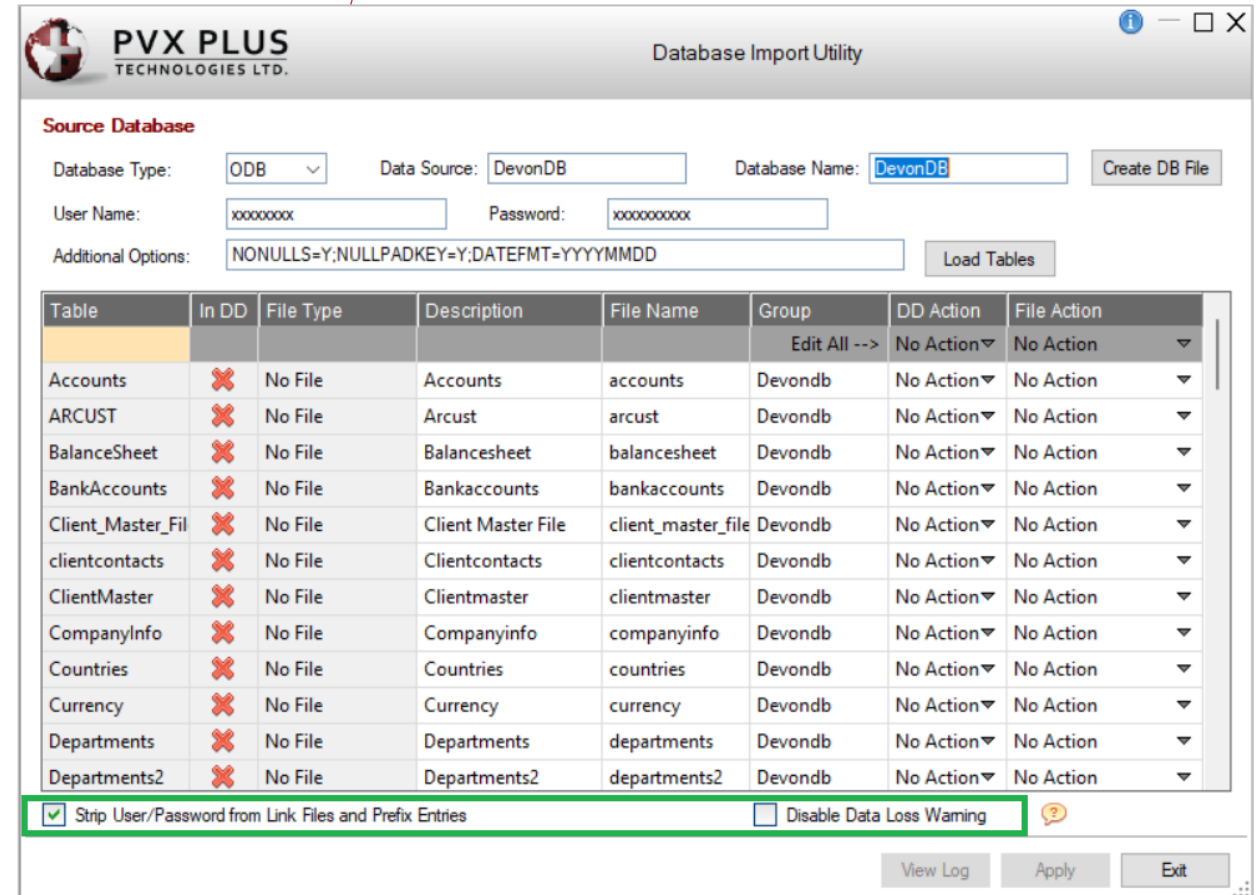 PVX PLUS
TECHNOLOGIES LTD.
Database Import Utility
Source Database
Database Type: ODB Data Source: DevonDB Database Name: DevonDB Create DB File
User Name: xxxxxxxx Password: xxxxxxxxxx
Additional Options: NONULLS=Y;NULLPADKEY=Y;DATEFMT=YYYYMMDD Load Tables
Table In DD File Type Description File Name Group DD Action File Action
Edit All --> No Action No Action
Accounts No File Accounts accounts Devondb No Action No Action
ARCUST No File Arcust arcust Devondb No Action No Action
BalanceSheet No File Balancesheet balancesheet Devondb No Action No Action
BankAccounts No File Bankaccounts bankaccounts Devondb No Action No Action
Client_Master_Fil No File Client Master File client_master_file Devondb No Action No Action
clientcontacts No File Clientcontacts clientcontacts Devondb No Action No Action
ClientMaster No File Clientmaster clientmaster Devondb No Action No Action
CompanyInfo No File Companyinfo companyinfo Devondb No Action No Action
Countries No File Countries countries Devondb No Action No Action
Currency No File Currency currency Devondb No Action No Action
Departments No File Departments departments Devondb No Action No Action
Departments2 No File Departments2 departments2 Devondb No Action No Action
Strip User/Password from Link Files and Prefix Entries Disable Data Loss Warning
View Log Apply Exit